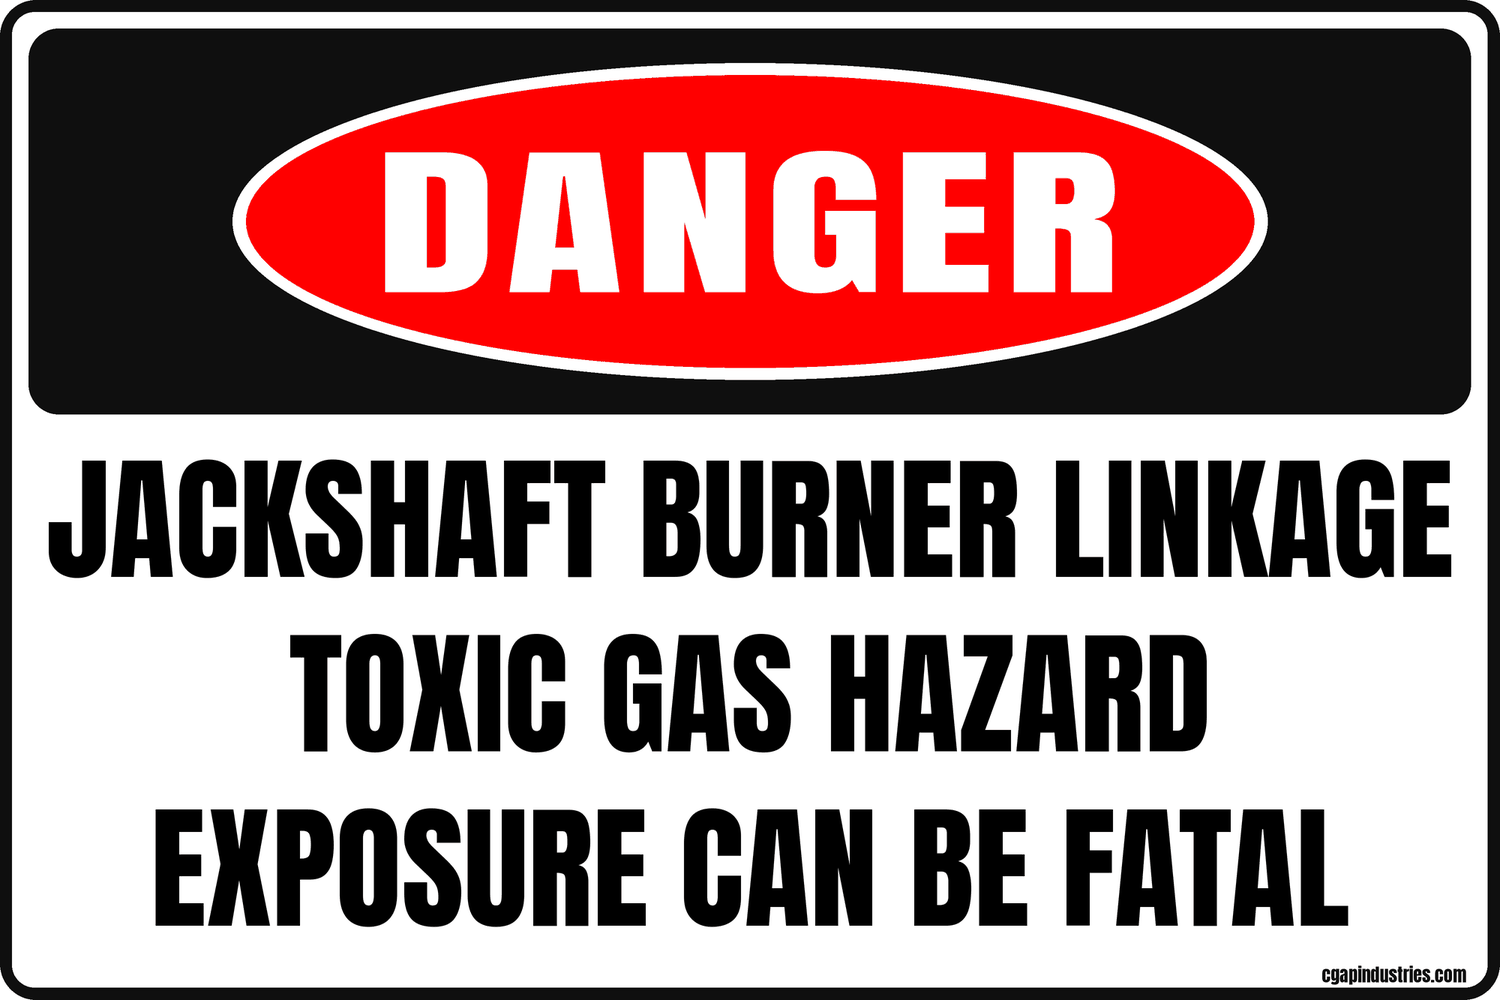 DANGER
JACKSHAFT BURNER LINKAGE
TOXIC GAS HAZARD
EXPOSURE CAN BE FATAL
cgapindustries.com